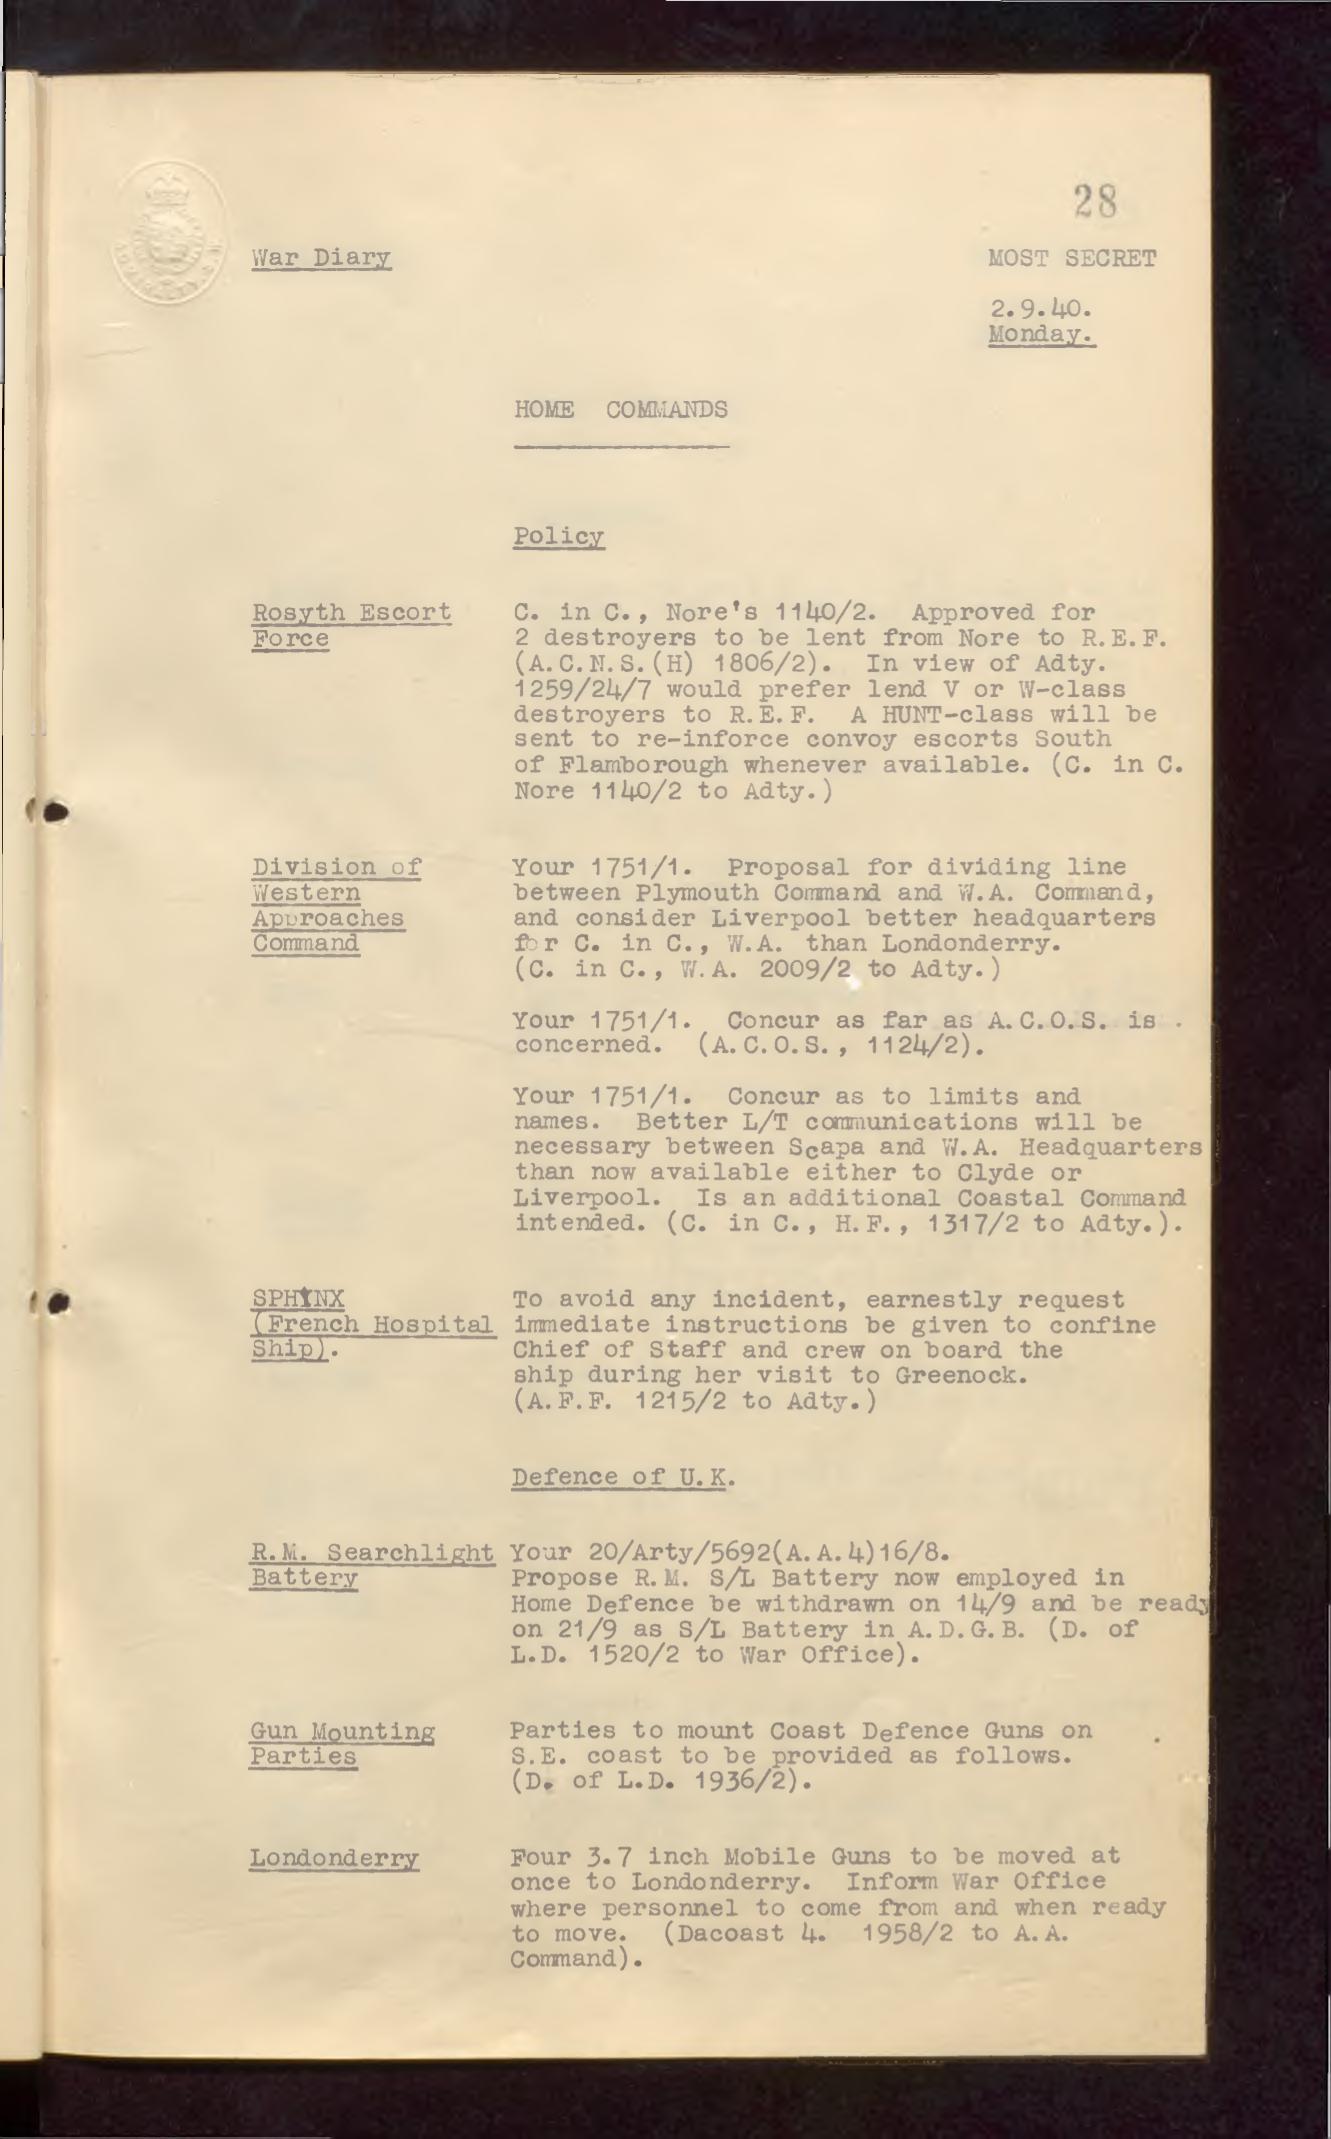 28
War Diary
MOST SECRET
2.9.40.
Monday.
HOME COMMANDS
Policy
Rosyth Escort
Force
C. in C., Nore's 1140/2. Approved for
2 destroyers to be lent from Nore to R.E.F.
(A.C.N.S.(H) 1806/2). In view of Adty.
1259/24/7 would prefer lend V or W-class
destroyers to R.E.F. A HUNT-class will be
sent to re-inforce convoy escorts South
of Flamborough whenever available. (C. in C.
Nore 1140/2 to Adty.)
Division of
Western
Approaches
Command
Your 1751/1. Proposal for dividing line
between Plymouth Command and W.A. Command,
and consider Liverpool better headquarters
for C. in C., W.A. than Londonderry.
(C. in C., W.A. 2009/2 to Adty.)
Your 1751/1. Concur as far as A.C.O.S. is
concerned. (A.C.O.S., 1124/2).
Your 1751/1. Concur as to limits and
names. Better L/T communications will be
necessary between Scapa and W.A. Headquarters
than now available either to Clyde or
Liverpool. Is an additional Coastal Command
intended. (C. in C., H.F., 1317/2 to Adty.).
SPHINX
(French Hospital
Ship).
To avoid any incident, earnestly request
immediate instructions be given to confine
Chief of Staff and crew on board the
ship during her visit to Greenock.
(A.F.F. 1215/2 to Adty.)
Defence of U.K.
R.M. Searchlight
Battery
Your 20/Arty/5692(A.A.4)16/8.
Propose R.M. S/L Battery now employed in
Home Defence be withdrawn on 14/9 and be ready
on 21/9 as S/L Battery in A.D.G.B. (D. of
L.D. 1520/2 to War Office).
Gun Mounting
Parties
Parties to mount Coast Defence Guns on
S.E. coast to be provided as follows.
(D. of L.D. 1936/2).
Londonderry
Four 3.7 inch Mobile Guns to be moved at
once to Londonderry. Inform War Office
where personnel to come from and when ready
to move. (Dacoast 4. 1958/2 to A.A.
Command).